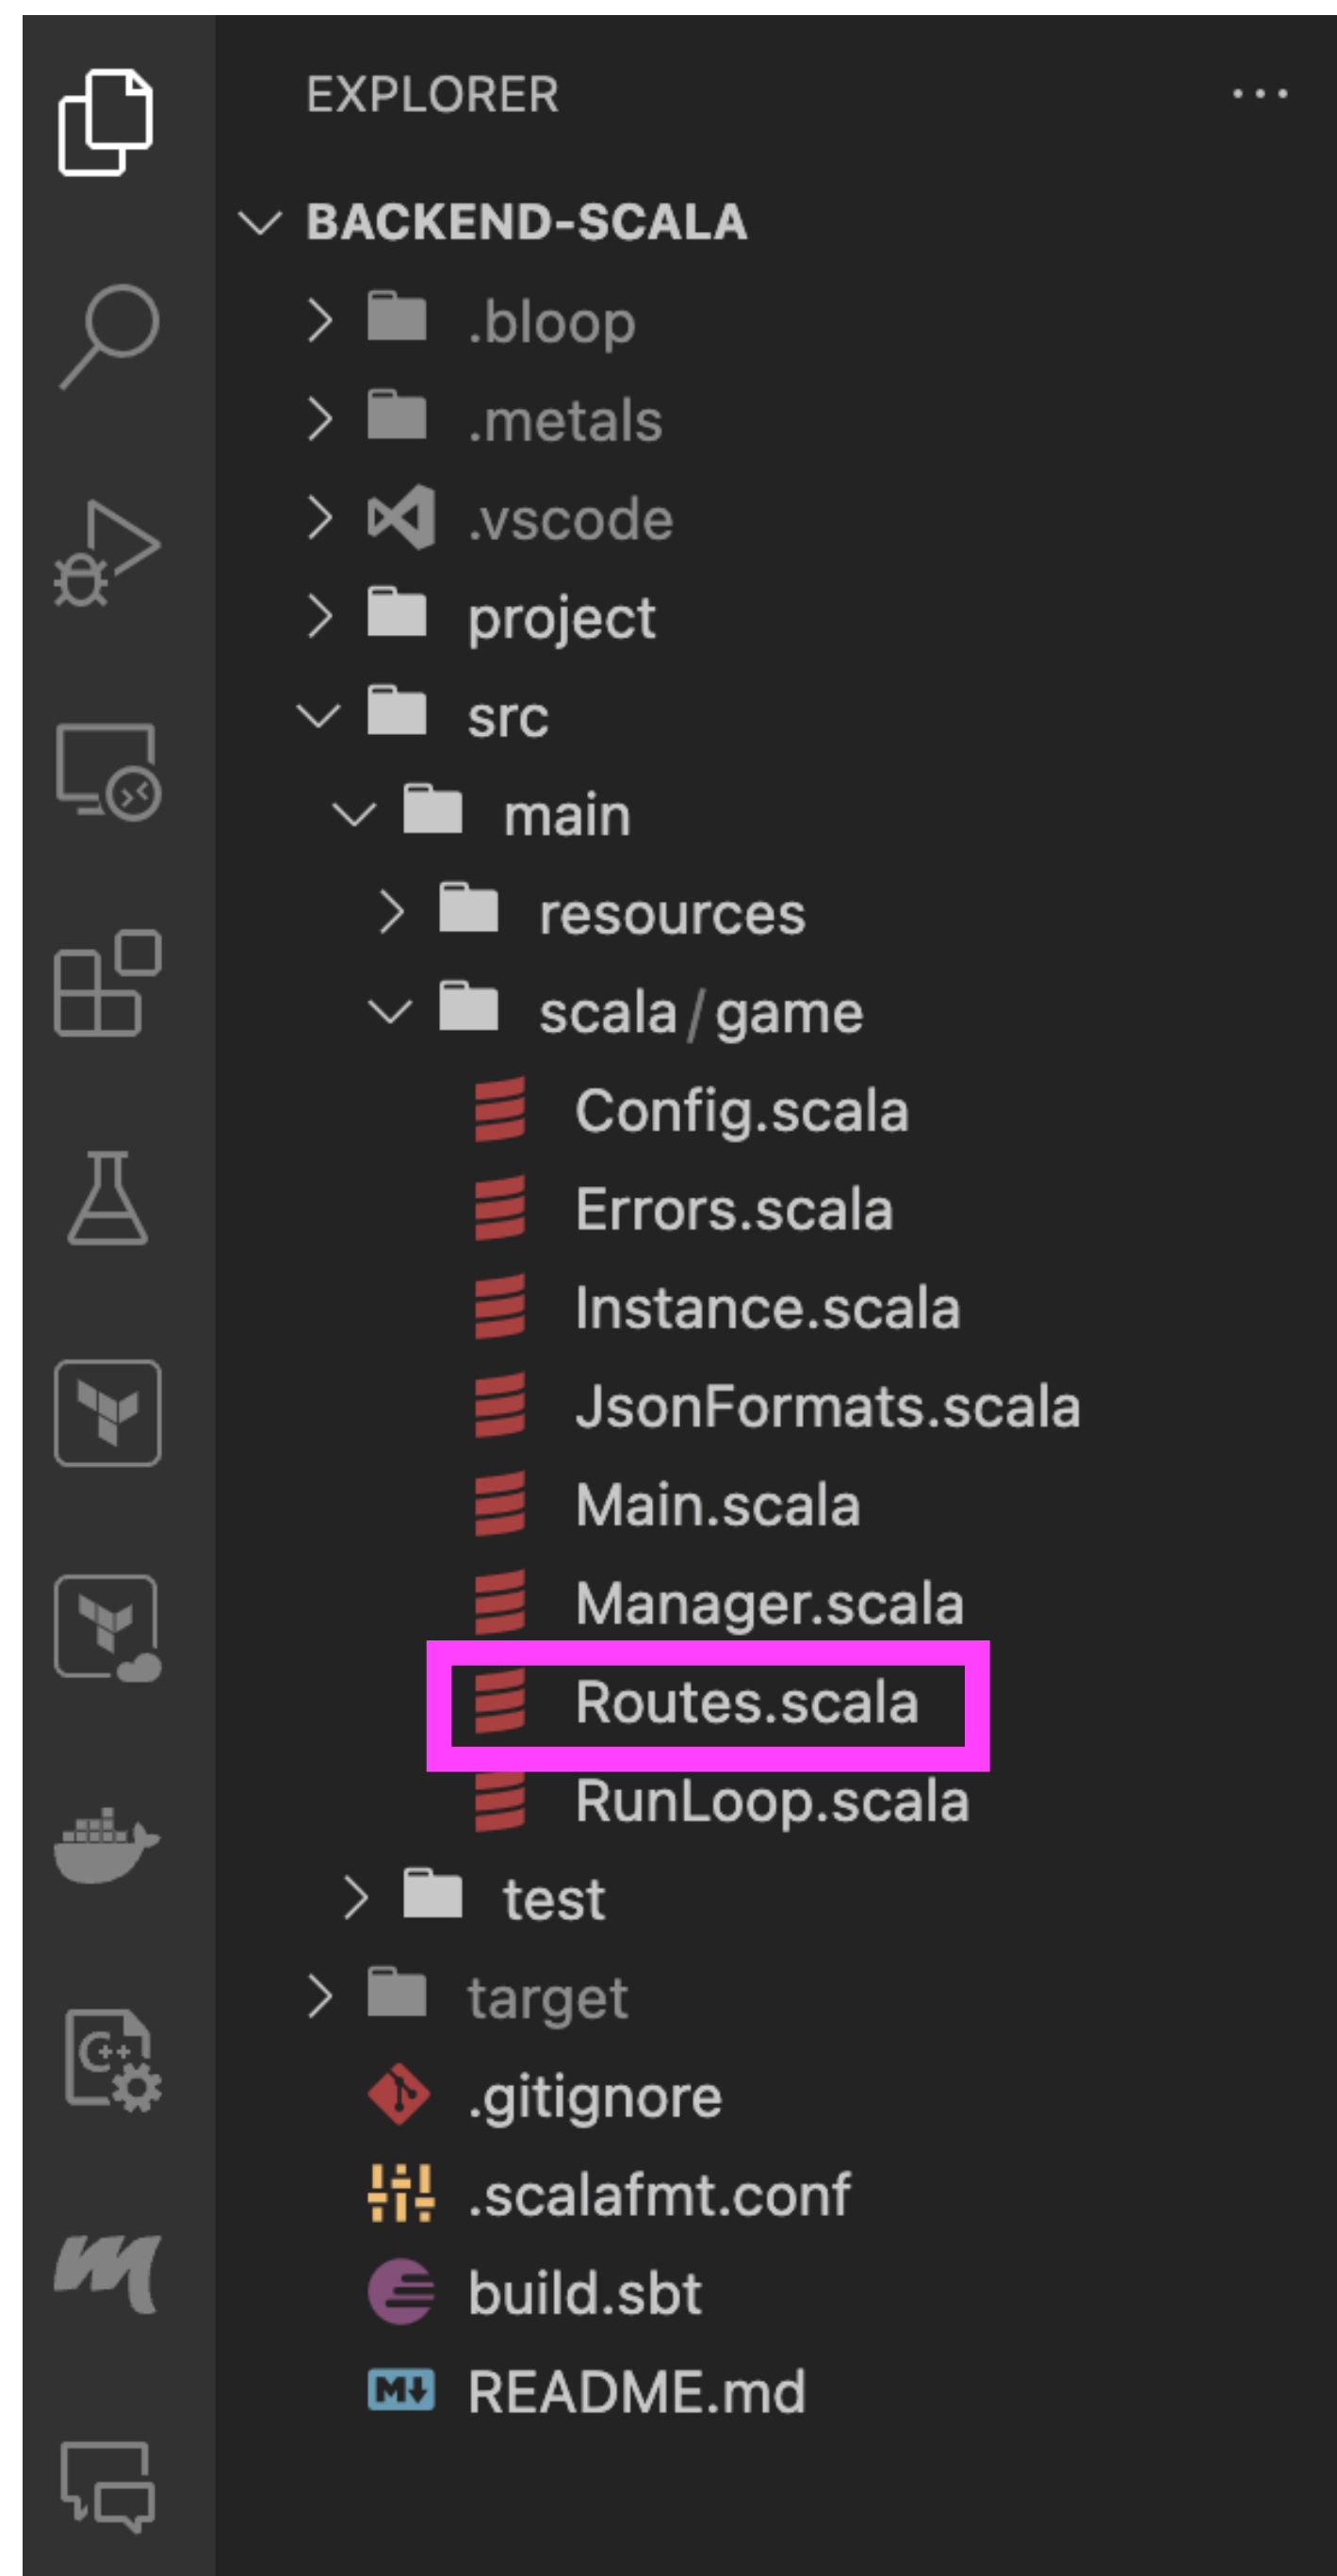 EXPLORER
BACKEND-SCALA
.bloop
.metals
.vscode
project
src
main
resources
scala/game
Config.scala
Errors.scala
Instance.scala
JsonFormats.scala
Main.scala
Manager.scala
Routes.scala
RunLoop.scala
test
target
.gitignore
.scalafmt.conf
build.sbt
README.md